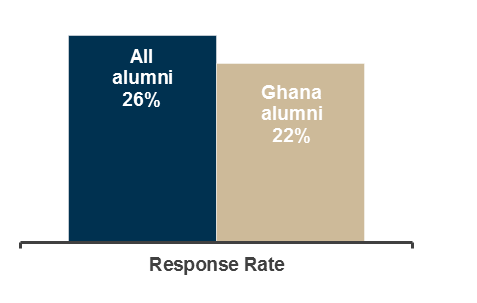 All
alumni
26%
Ghana
alumni
22%
Response Rate